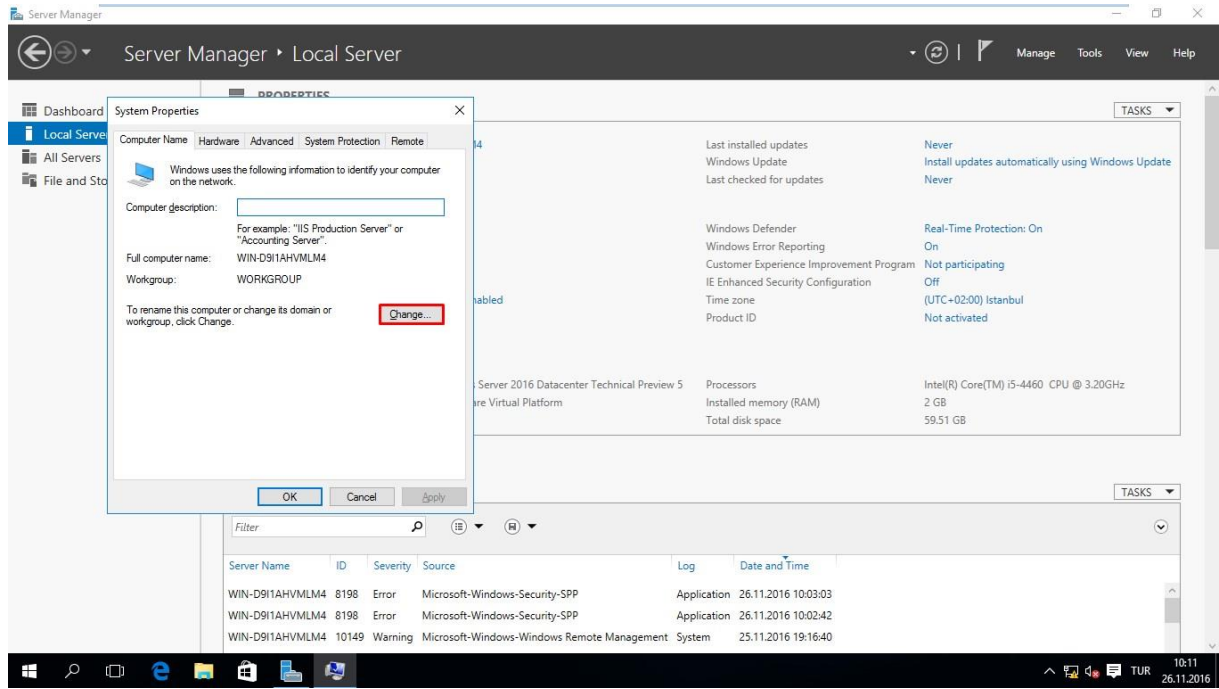 Server Manager
Server Manager • Local Server
Manage Tools View Help
Dashboard
Local Server
All Servers
File and Sto
PROPERTIES
TASKS
System Properties
Computer Name Hardware Advanced System Protection Remote
Windows uses the following information to identify your computer
on the network.
Computer description:
For example: "IIS Production Server" or
"Accounting Server".
Full computer name: WIN-D9I1AHVMLM4
Workgroup: WORKGROUP
To rename this computer or change its domain or
workgroup, click Change.
Change...
OK Cancel Apply
Last installed updates Never
Windows Update Install updates automatically using Windows Update
Last checked for updates Never
Windows Defender Real-Time Protection: On
Windows Error Reporting On
Customer Experience Improvement Program Not participating
IE Enhanced Security Configuration Off
Time zone (UTC+02:00) Istanbul
Product ID Not activated
Server 2016 Datacenter Technical Preview 5 Processors Intel(R) Core(TM) i5-4460 CPU @ 3.20GHz
are Virtual Platform Installed memory (RAM) 2 GB
Total disk space 59.51 GB
TASKS
Filter
Server Name ID Severity Source Log Date and Time
WIN-D9I1AHVMLM4 8198 Error Microsoft-Windows-Security-SPP Application 26.11.2016 10:03:03
WIN-D9I1AHVMLM4 8198 Error Microsoft-Windows-Security-SPP Application 26.11.2016 10:02:42
WIN-D9I1AHVMLM4 10149 Warning Microsoft-Windows-Windows Remote Management System 25.11.2016 19:16:40
TUR 10:11
26.11.2016